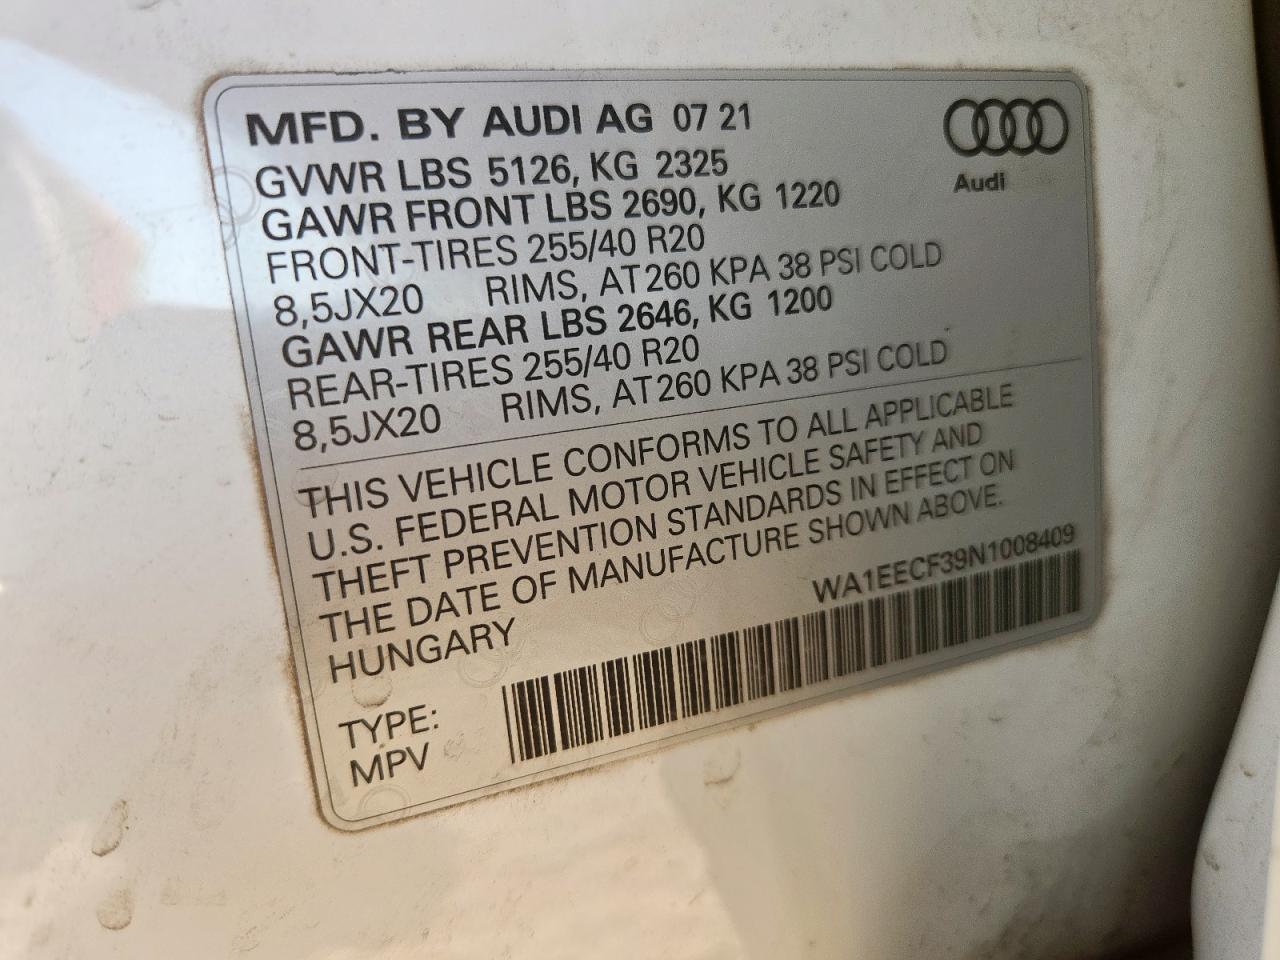 MFD. BY AUDI AG 07 21
Audi
GVWR LBS 5126, KG 2325
GAWR FRONT LBS 2690, KG 1220
FRONT-TIRES 255/40 R20
8,5JX20 RIMS, AT260 KPA 38 PSI COLD
GAWR REAR LBS 2646, KG 1200
REAR-TIRES 255/40 R20
8,5JX20 RIMS, AT260 KPA 38 PSI COLD
THIS VEHICLE CONFORMS TO ALL APPLICABLE
U.S. FEDERAL MOTOR VEHICLE SAFETY AND
THEFT PREVENTION STANDARDS IN EFFECT ON
THE DATE OF MANUFACTURE SHOWN ABOVE.
HUNGARY
WA1EECF39N1008409
TYPE:
MPV